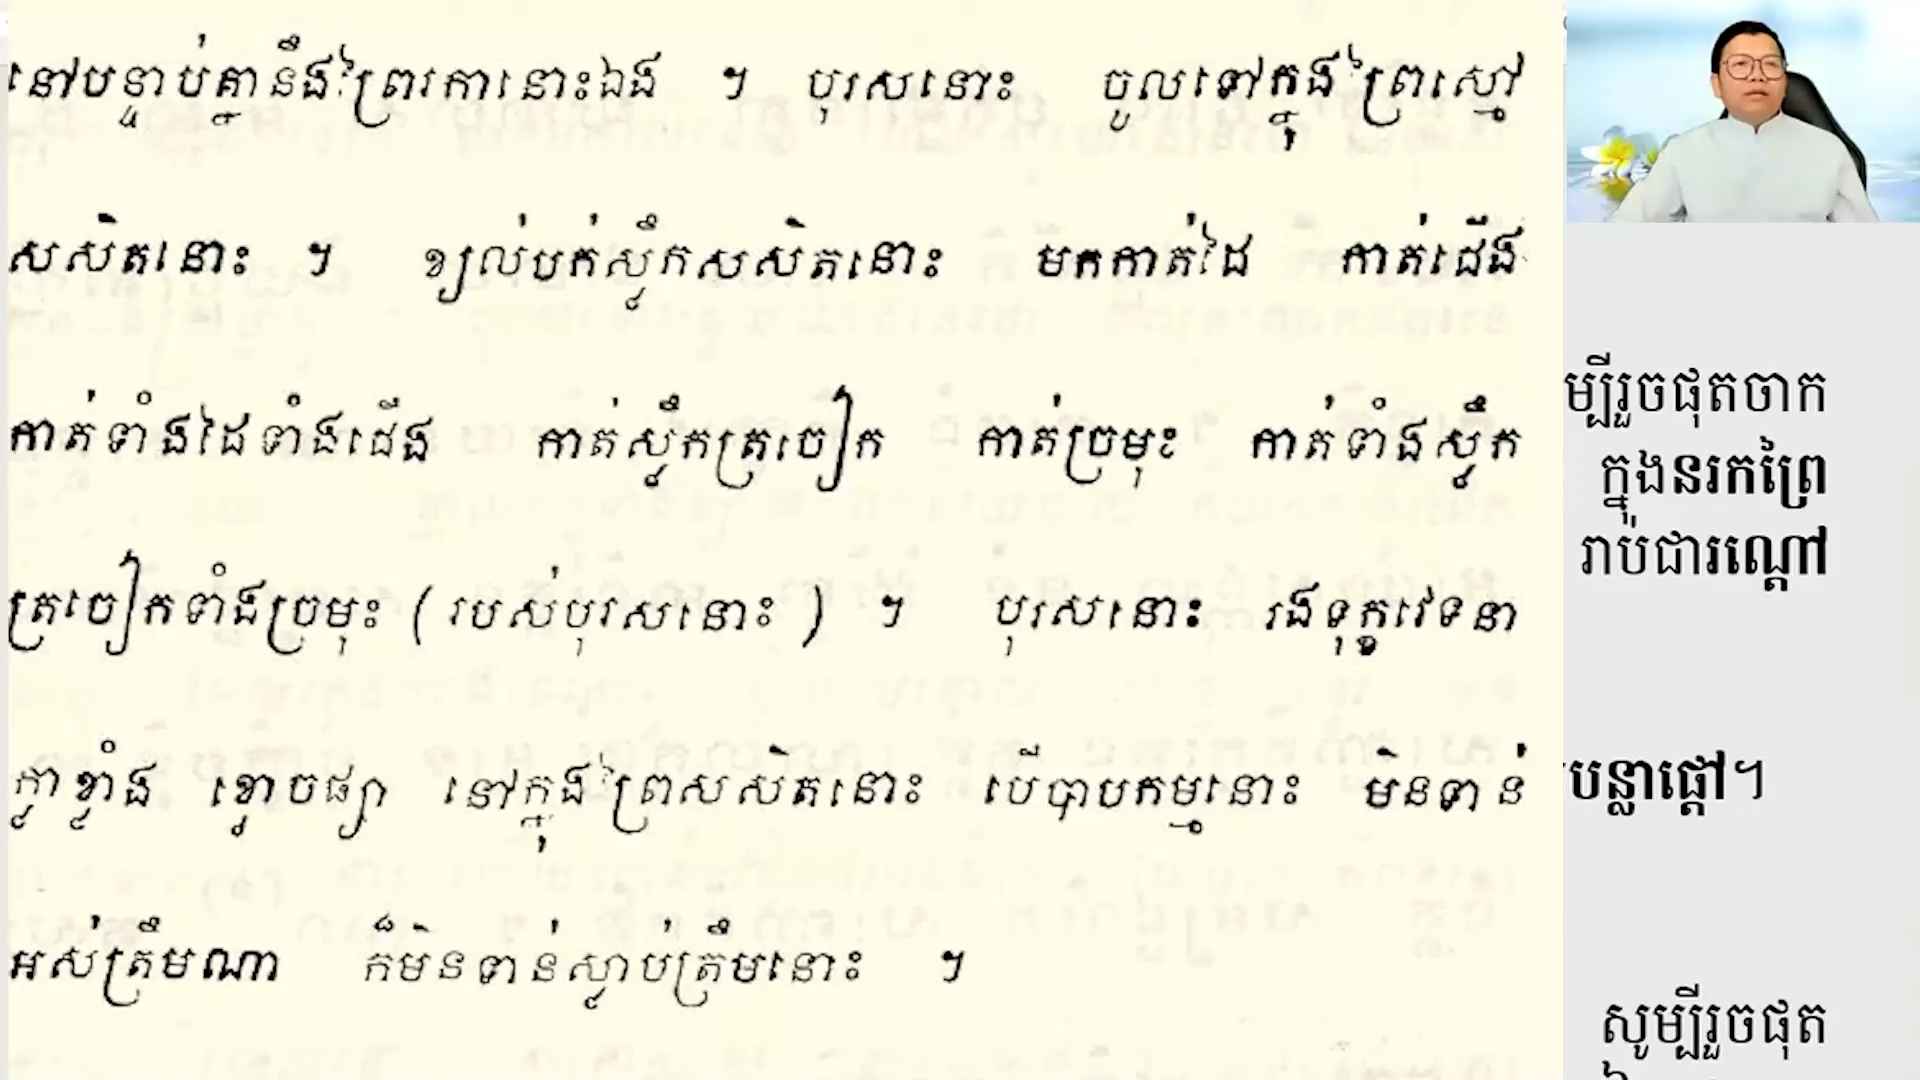 នៅបន្ទាប់គ្នានឹងព្រៃរកានោះឯង ។ បុរសនោះ ចូលទៅក្នុងព្រៃស្មៅ
សសិតនោះ ។ ខ្យល់បក់ស្លឹកសសិតនោះ មកកាត់ដៃ កាត់ជើង
កាត់ទាំងដៃទាំងជើង កាត់ស្លឹកត្រចៀក កាត់ច្រមុះ កាត់ទាំងស្លឹក
ត្រចៀកទាំងច្រមុះ ( របស់បុរសនោះ ) ។ បុរសនោះ រងទុក្ខវេទនា
ក្លាខ្លាំង ខ្លោចផ្សា នៅក្នុងព្រៃសសិតនោះ បើបាបកម្មនោះ មិនទាន់
អស់ត្រឹមណា ក៏មិនទាន់ស្លាប់ត្រឹមនោះ ។
ម្បីរួចផុតចាក
ក្នុងនរកព្រៃ
រាប់ជារណ្តៅ
បន្លាផ្តៅ។
សូម្បីរួចផុត